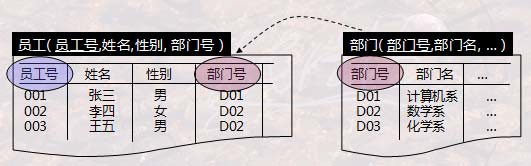 员工( 员工号,姓名,性别, 部门号 )
员工号 姓名 性别 部门号
001 张三 男 D01
002 李四 女 D02
003 王五 男 D02
部门( 部门号,部门名, ... )
部门号 部门名 ...
D01 计算机系 ...
D02 数学系 ...
D03 化学系 ...